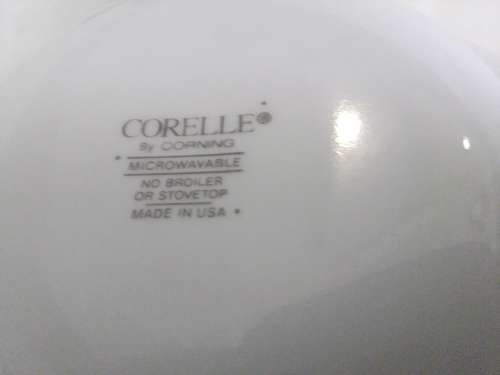 CORELLE®
By CORNING
MICROWAVABLE
NO BROILER
OR STOVETOP
MADE IN USA